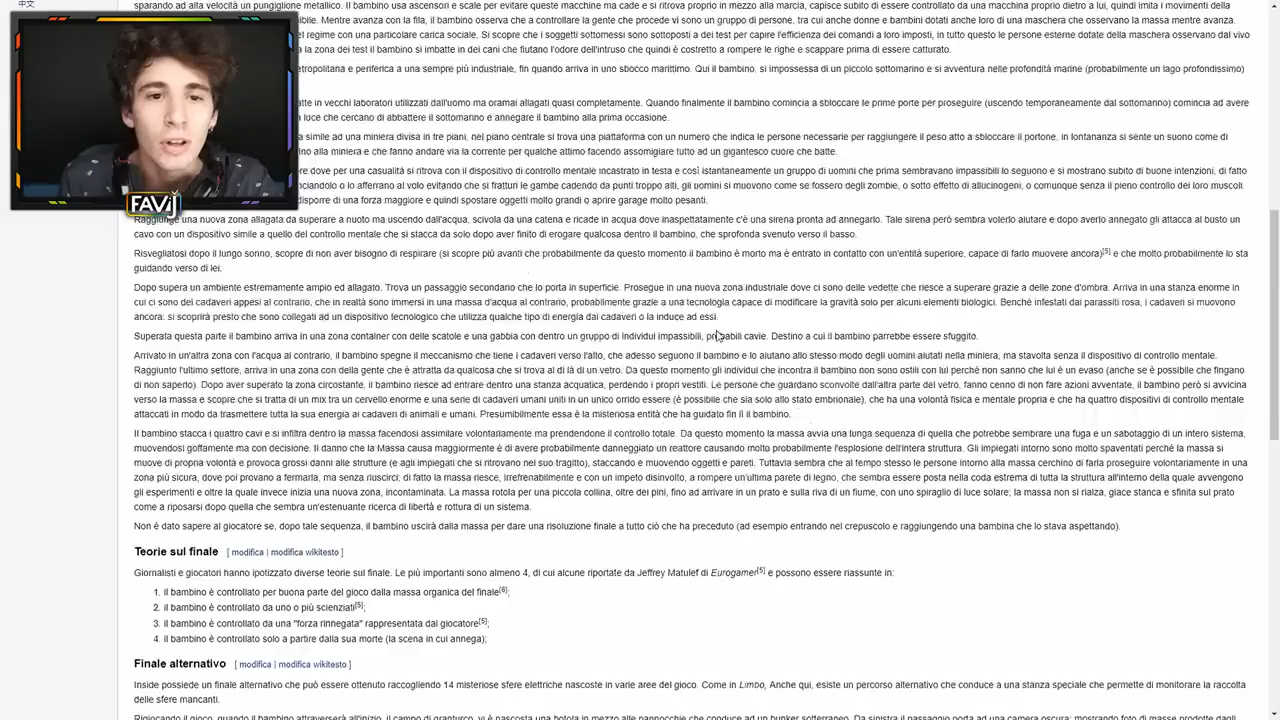 中文
sparando ad alta velocità un pungiglione metallico. Il bambino usa ascensori e scale per evitare queste macchine ma cade e si ritrova proprio in mezzo alla marcia, capisce subito di essere controllato da una macchina proprio dietro a lui, quindi imita i movimenti della
sibile. Mentre avanza con la fila, il bambino osserva che a controllare la gente che procede vi sono un gruppo di persone, tra cui anche donne e bambini dotati anche loro di una maschera che osservano la massa mentre avanza.
el regime con una particolare carica sociale. Si scopre che i soggetti sottomessi sono sottoposti a dei test per capire l'efficienza dei comandi a loro imposti, in tutto questo le persone esterne dotate della maschera osservano dal vivo
o la zona dei test il bambino si imbatte in dei cani che fiutano l'odore dell'intruso che quindi è costretto a rompere le righe e scappare prima di essere catturato.
etropolitana e periferica a una sempre più industriale, fin quando arriva in uno sbocco marittimo. Qui il bambino, si impossessa di un piccolo sottomarino e si avventura nelle profondità marine (probabilmente un lago profondissimo)
atte in vecchi laboratori utilizzati dall'uomo ma oramai allagati quasi completamente. Quando finalmente il bambino comincia a sbloccare le prime porte per proseguire (uscendo temporaneamente dal sottomarino) comincia ad avere
luce che cercano di abbattere il sottomarino e annegare il bambino alla prima occasione.
a simile ad una miniera divisa in tre piani, nel piano centrale si trova una piattaforma con un numero che indica le persone necessarie per raggiungere il peso atto a sbloccare il portone, in lontananza si sente un suono come di
ino alla miniera e che fanno andare via la corrente per qualche attimo facendo assomigliare tutto ad un gigantesco cuore che batte.
ere dove per una casualità si ritrova con il dispositivo di controllo mentale incastrato in testa e così istantaneamente un gruppo di uomini che prima sembravano impassibili lo seguono e si mostrano subito di buone intenzioni, di fatto
nciandolo o lo afferrano al volo evitando che si fratturi le gambe cadendo da punti troppo alti, gli uomini si muovono come se fossero degli zombie, o sotto effetto di allucinogeni, o comunque senza il pieno controllo dei loro muscoli
disporre di una forza maggiore e quindi spostare oggetti molto grandi o aprire garage molto pesanti.
FAVIJ
Raggiunge una nuova zona allagata da superare a nuoto ma uscendo dall'acqua, scivola da una catena e ricade in acqua dove inaspettatamente c'è una sirena pronta ad annegarlo. Tale sirena però sembra volerlo aiutare e dopo averlo annegato gli attacca al busto un
cavo con un dispositivo simile a quello del controllo mentale che si stacca da solo dopo aver finito di erogare qualcosa dentro il bambino, che sprofonda svenuto verso il basso.
Risvegliatosi dopo il lungo sonno, scopre di non aver bisogno di respirare (si scopre più avanti che probabilmente da questo momento il bambino è morto ma è entrato in contatto con un'entità superiore, capace di farlo muovere ancora)[5] e che molto probabilmente lo sta
guidando verso di lei.
Dopo supera un ambiente estremamente ampio ed allagato. Trova un passaggio secondario che lo porta in superficie. Prosegue in una nuova zona industriale dove ci sono delle vedette che riesce a superare grazie a delle zone d'ombra. Arriva in una stanza enorme in
cui ci sono dei cadaveri appesi al contrario, che in realtà sono immersi in una massa d'acqua al contrario, probabilmente grazie a una tecnologia capace di modificare la gravità solo per alcuni elementi biologici. Benché infestati dai parassiti rosa, i cadaveri si muovono
ancora: si scoprirà presto che sono collegati ad un dispositivo tecnologico che utilizza qualche tipo di energia dai cadaveri o la induce ad essi.
Superata questa parte il bambino arriva in una zona container con delle scatole e una gabbia con dentro un gruppo di individui impassibili, probabili cavie. Destino a cui il bambino parrebbe essere sfuggito.
Arrivato in un'altra zona con l'acqua al contrario, il bambino spegne il meccanismo che tiene i cadaveri verso l'alto, che adesso seguono il bambino e lo aiutano allo stesso modo degli uomini aiutati nella miniera, ma stavolta senza il dispositivo di controllo mentale.
Raggiunto l'ultimo settore, arriva in una zona con della gente che è attratta da qualcosa che si trova al di là di un vetro. Da questo momento gli individui che incontra il bambino non sono ostili con lui perché non sanno che lui è un evaso (anche se è possibile che fingano
di non saperlo). Dopo aver superato la zona circostante, il bambino riesce ad entrare dentro una stanza acquatica, perdendo i propri vestiti. Le persone che guardano sconvolte dall'altra parte del vetro, fanno cenno di non fare azioni avventate, il bambino però si avvicina
verso la massa e scopre che si tratta di un mix tra un cervello enorme e una serie di cadaveri umani uniti in un unico orrido essere (è possibile che sia solo allo stato embrionale), che ha una volontà fisica e mentale propria e che ha quattro dispositivi di controllo mentale
attaccati in modo da trasmettere tutta la sua energia ai cadaveri di animali e umani. Presumibilmente essa è la misteriosa entità che ha guidato fin lì il bambino.
Il bambino stacca i quattro cavi e si infiltra dentro la massa facendosi assimilare volontariamente ma prendendone il controllo totale. Da questo momento la massa avvia una lunga sequenza di quella che potrebbe sembrare una fuga e un sabotaggio di un intero sistema,
muovendosi goffamente ma con decisione. Il danno che la Massa causa maggiormente è di avere probabilmente danneggiato un reattore causando molto probabilmente l'esplosione dell'intera struttura. Gli impiegati intorno sono molto spaventati perché la massa si
muove di propria volontà e provoca grossi danni alle strutture (e agli impiegati che si ritrovano nei suo tragitto), staccando e muovendo oggetti e pareti. Tuttavia sembra che al tempo stesso le persone intorno alla massa cerchino di farla proseguire volontariamente in una
zona più sicura, dove poi provano a fermarla, ma senza riuscirci; di fatto la massa riesce, irrefrenabilmente e con un impeto disinvolto, a rompere un'ultima parete di legno, che sembra essere posta nella coda estrema di tutta la struttura all'interno della quale avvengono
gli esperimenti e oltre la quale invece inizia una nuova zona, incontaminata. La massa rotola per una piccola collina, oltre dei pini, fino ad arrivare in un prato e sulla riva di un fiume, con uno spiraglio di luce solare; la massa non si rialza, giace stanca e sfinita sul prato
come a riposarsi dopo quella che sembra un'estenuante ricerca di libertà e rottura di un sistema.
Non è dato sapere al giocatore se, dopo tale sequenza, il bambino uscirà dalla massa per dare una risoluzione finale a tutto ciò che ha preceduto (ad esempio entrando nel crepuscolo e raggiungendo una bambina che lo stava aspettando).
Teorie sul finale [ modifica | modifica wikitesto ]
Giornalisti e giocatori hanno ipotizzato diverse teorie sul finale. Le più importanti sono almeno 4, di cui alcune riportate da Jeffrey Matulef di Eurogamer[5] e possono essere riassunte in:
1. il bambino è controllato per buona parte del gioco dalla massa organica del finale[6];
2. il bambino è controllato da uno o più scienziati[5];
3. il bambino è controllato da una "forza rinnegata" rappresentata dal giocatore[5];
4. il bambino è controllato solo a partire dalla sua morte (la scena in cui annega);
Finale alternativo [ modifica | modifica wikitesto ]
Inside possiede un finale alternativo che può essere ottenuto raccogliendo 14 misteriose sfere elettriche nascoste in varie aree del gioco. Come in Limbo, Anche qui, esiste un percorso alternativo che conduce a una stanza speciale che permette di monitorare la raccolta
delle sfere mancanti.
Rigiocando il gioco, quando il bambino attraverserà all'inizio, il campo di granturco, vi è nascosta una botola in mezzo alle pannocchie che conduce ad un bunker sotterraneo. Da sinistra il passaggio porta ad una camera oscura; mostrando foto di masse provenienti degli